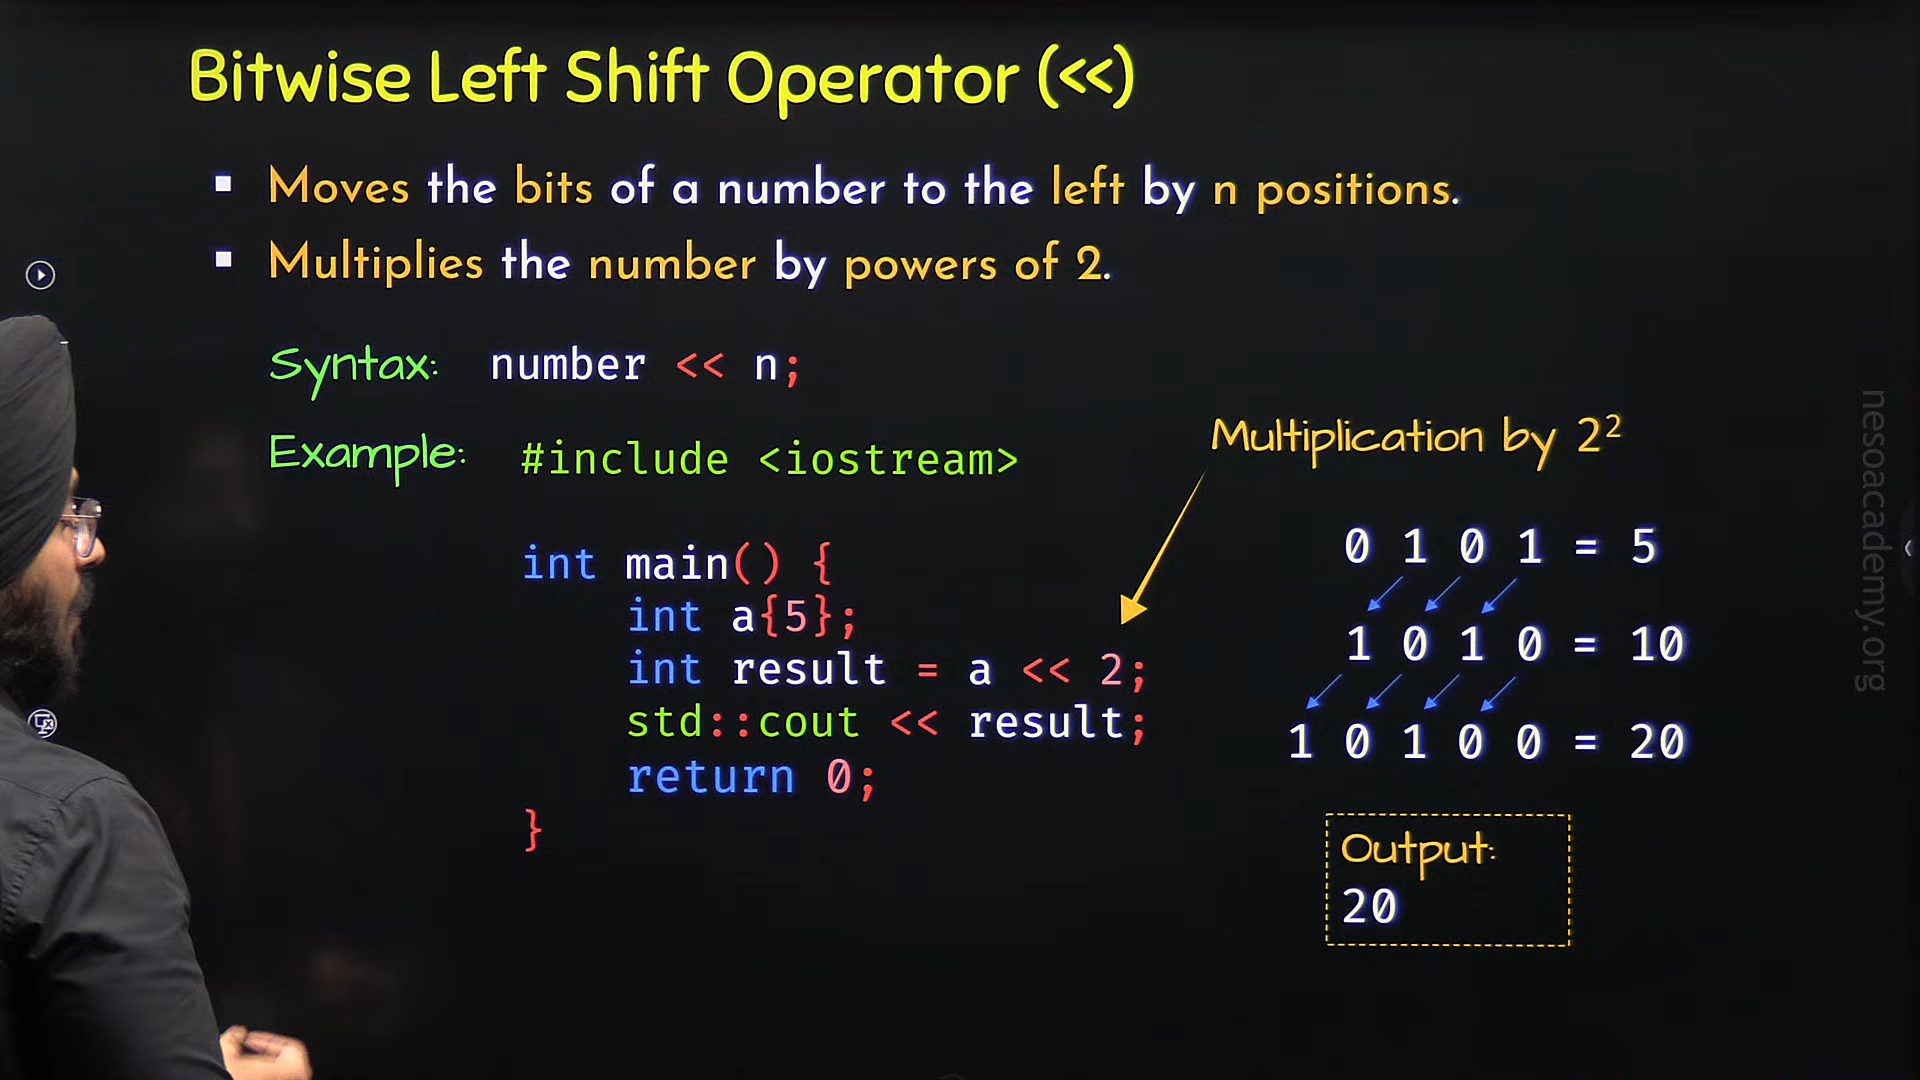 Bitwise Left Shift Operator (<<)
▪ Moves the bits of a number to the left by n positions.
▪ Multiplies the number by powers of 2.
Syntax: number << n;
Example: #include <iostream>
int main() {
int a{5};
int result = a << 2;
std::cout << result;
return 0;
}
Multiplication by 2²
0 1 0 1 = 5
1 0 1 0 = 10
1 0 1 0 0 = 20
Output:
20
nesoacademy.org